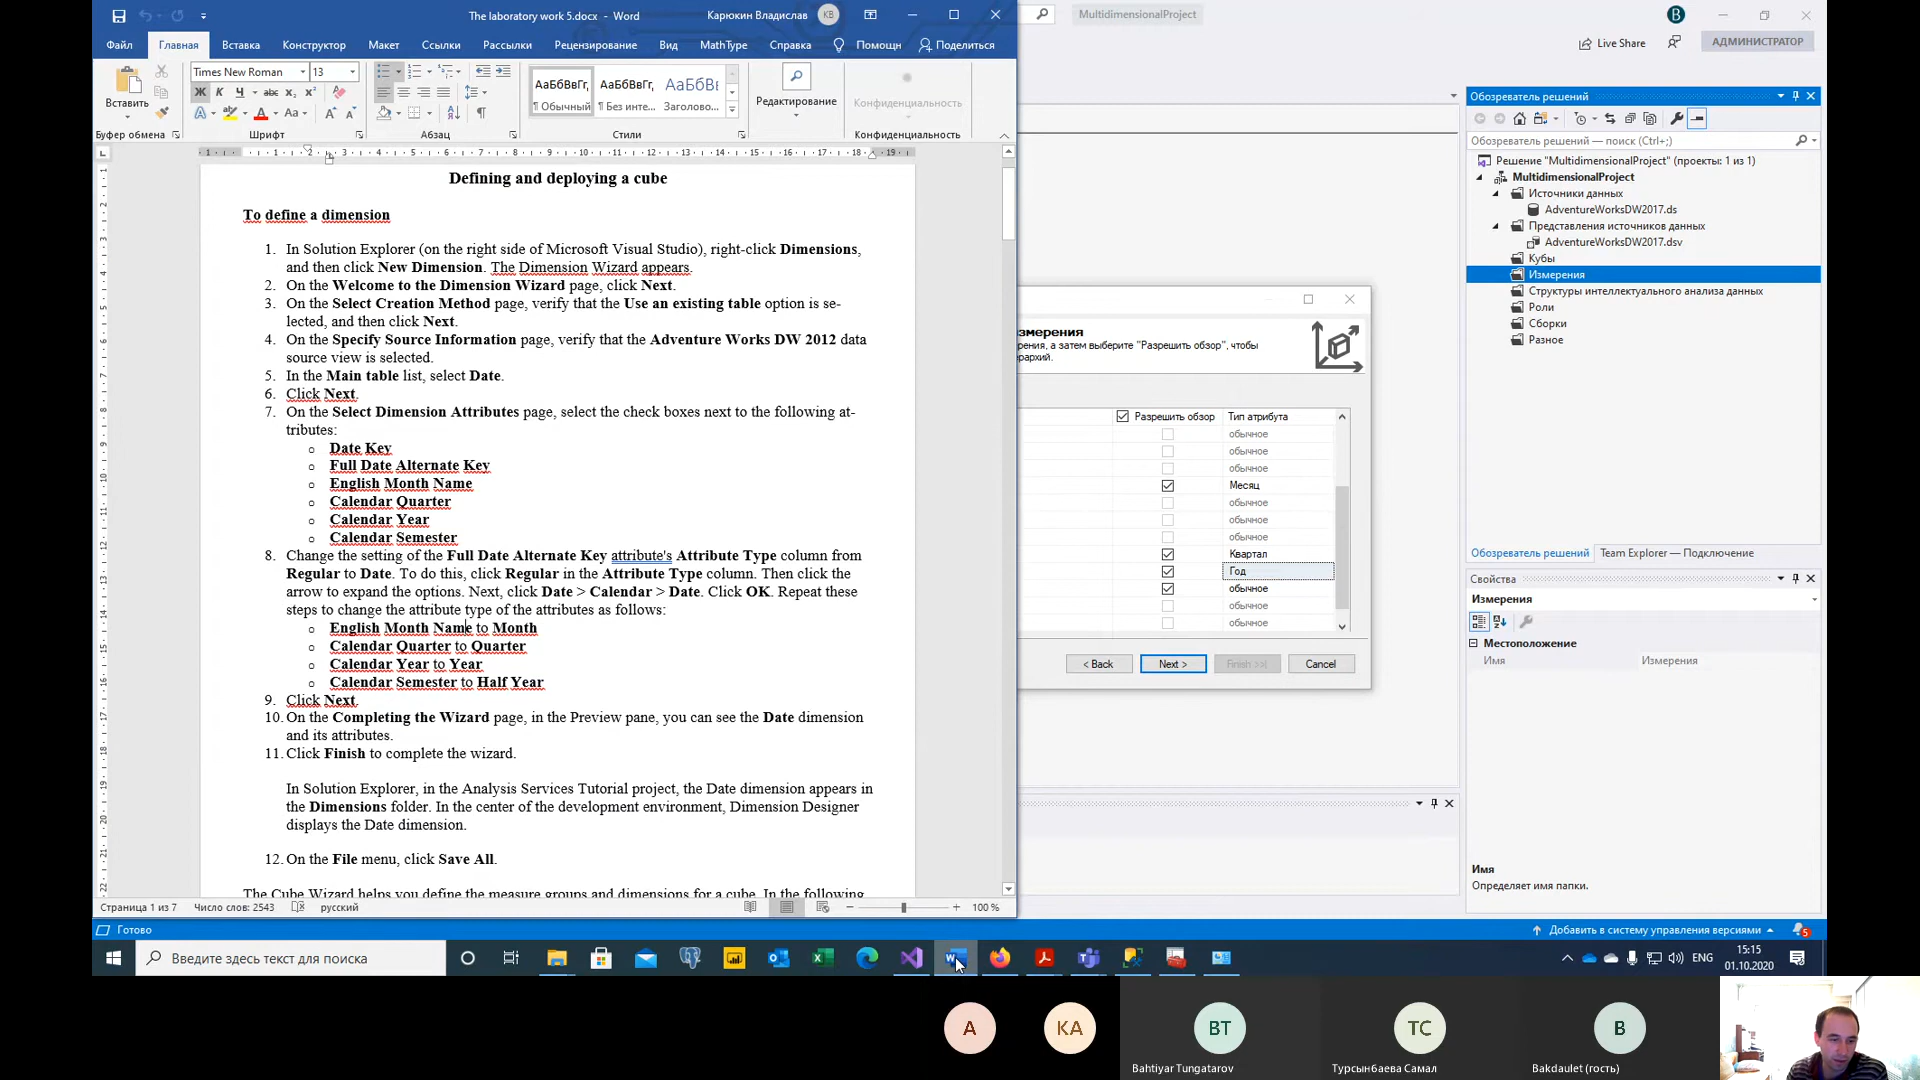 The laboratory work 5.docx - Word
Карюкин Владислав
КВ
Файл
Главная
Вставка
Конструктор
Макет
Ссылки
Рассылки
Рецензирование
Вид
MathType
Справка
Помощн
Поделиться
Вставить
Times New Roman
13
Ж
К
Ч
abc
АаБбВвГг,
АаБбВвГг,
АаБбВ
¶ Обычный
¶ Без инте...
Заголово...
Редактирование
Конфиденциальность
Буфер обмена
Шрифт
Абзац
Стили
Конфиденциальность
Defining and deploying a cube
To define a dimension
1. In Solution Explorer (on the right side of Microsoft Visual Studio), right-click Dimensions,
and then click New Dimension. The Dimension Wizard appears.
2. On the Welcome to the Dimension Wizard page, click Next.
3. On the Select Creation Method page, verify that the Use an existing table option is se-
lected, and then click Next.
4. On the Specify Source Information page, verify that the Adventure Works DW 2012 data
source view is selected.
5. In the Main table list, select Date.
6. Click Next.
7. On the Select Dimension Attributes page, select the check boxes next to the following at-
tributes:
o Date Key
o Full Date Alternate Key
o English Month Name
o Calendar Quarter
o Calendar Year
o Calendar Semester
8. Change the setting of the Full Date Alternate Key attribute's Attribute Type column from
Regular to Date. To do this, click Regular in the Attribute Type column. Then click the
arrow to expand the options. Next, click Date > Calendar > Date. Click OK. Repeat these
steps to change the attribute type of the attributes as follows:
o English Month Name to Month
o Calendar Quarter to Quarter
o Calendar Year to Year
o Calendar Semester to Half Year
9. Click Next.
10. On the Completing the Wizard page, in the Preview pane, you can see the Date dimension
and its attributes.
11. Click Finish to complete the wizard.
In Solution Explorer, in the Analysis Services Tutorial project, the Date dimension appears in
the Dimensions folder. In the center of the development environment, Dimension Designer
displays the Date dimension.
12. On the File menu, click Save All.
The Cube Wizard helps you define the measure groups and dimensions for a cube. In the following
Страница 1 из 7
Число слов: 2543
русский
100 %
MultidimensionalProject
B
Live Share
АДМИНИСТРАТОР
змерения
рения, а затем выберите "Разрешить обзор", чтобы
ерархий.
Разрешить обзор
Тип атрибута
обычное
обычное
обычное
Месяц
обычное
обычное
обычное
Квартал
Год
обычное
обычное
обычное
< Back
Next >
Finish >>|
Cancel
Обозреватель решений
Обозреватель решений — поиск (Ctrl+;)
Решение "MultidimensionalProject" (проекты: 1 из 1)
MultidimensionalProject
Источники данных
AdventureWorksDW2017.ds
Представления источников данных
AdventureWorksDW2017.dsv
Кубы
Измерения
Структуры интеллектуального анализа данных
Роли
Сборки
Разное
Обозреватель решений
Team Explorer — Подключение
Свойства
Измерения
Местоположение
Имя
Измерения
Имя
Определяет имя папки.
Готово
Добавить в систему управления версиями
5
Введите здесь текст для поиска
ENG
15:15
01.10.2020
A
KA
BT
Bahtiyar Tungatarov
TC
Турсынбаева Самал
B
Bakdaulet (гость)